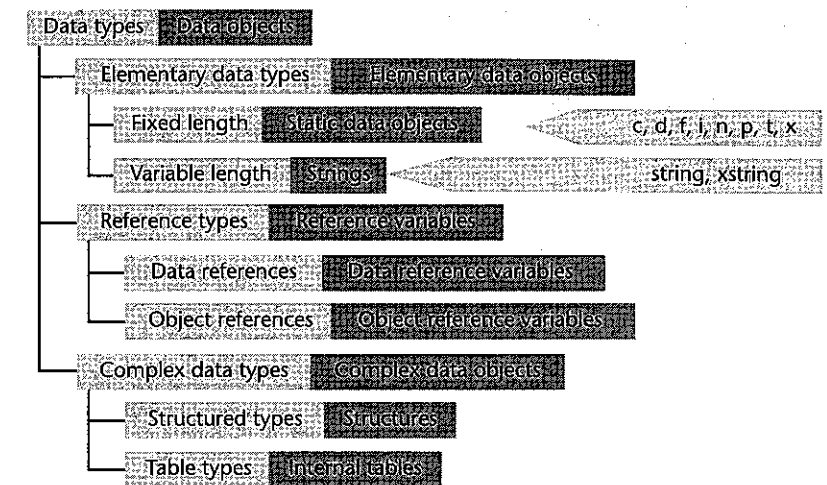 Data types Data objects
Elementary data types Elementary data objects
Fixed length Static data objects c, d, f, i, n, p, t, x
Variable length Strings string, xstring
Reference types Reference variables
Data references Data reference variables
Object references Object reference variables
Complex data types Complex data objects
Structured types Structures
Table types Internal tables